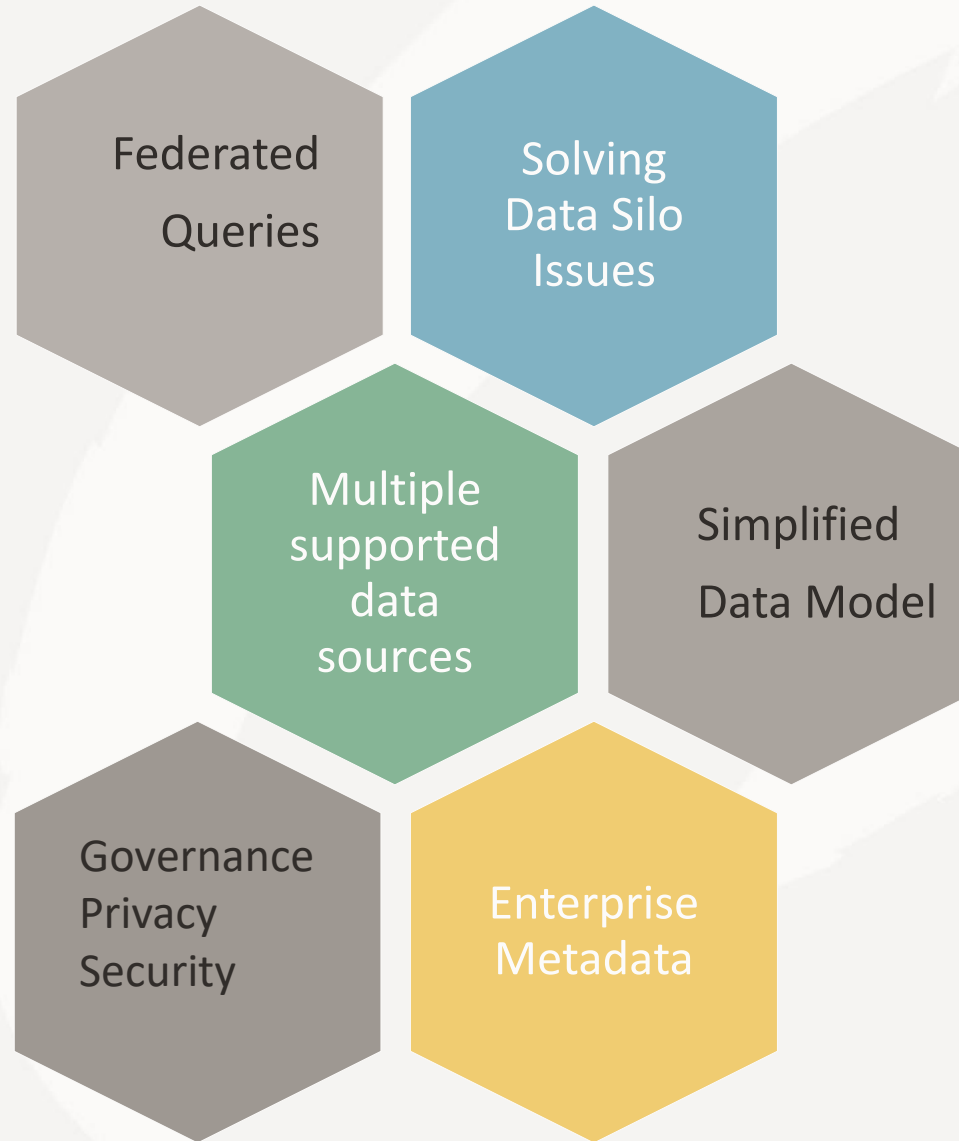 Federated
Queries
Solving
Data Silo
Issues
Multiple
supported
data
sources
Simplified
Data Model
Governance
Privacy
Security
Enterprise
Metadata